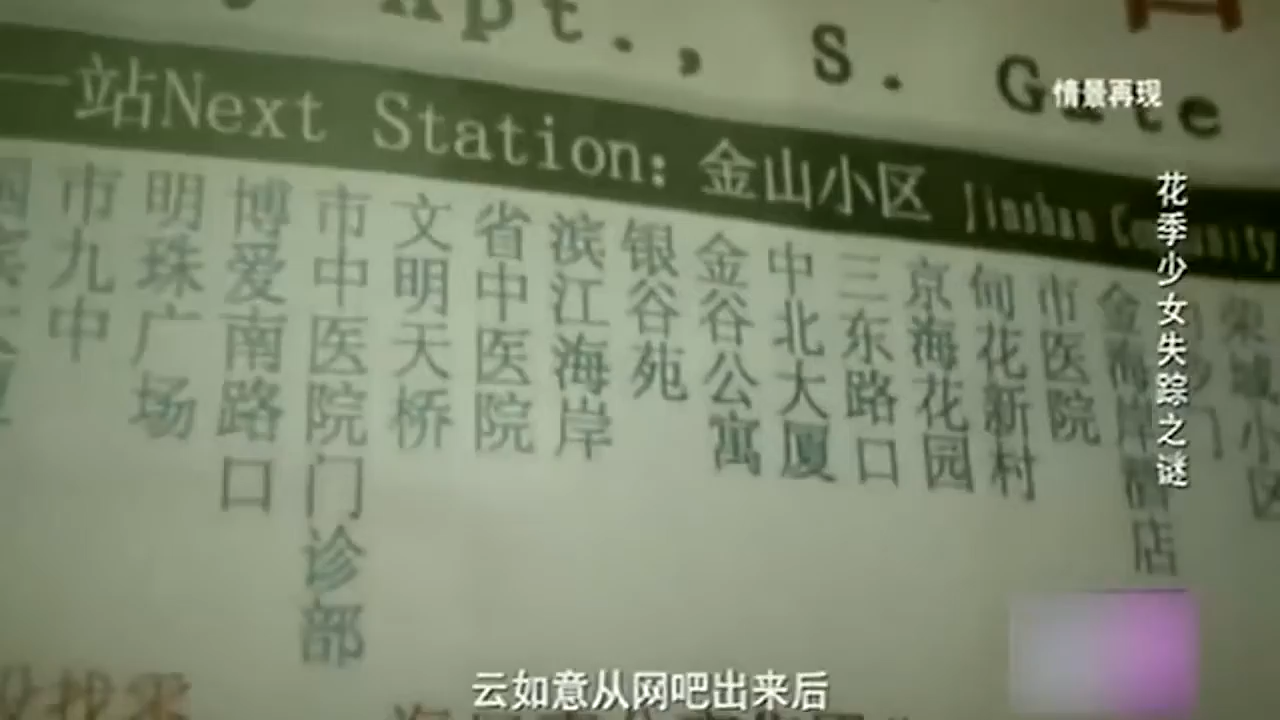 Apt., S. Gate
情景再现
一站Next Station: 金山小区 Jinshan Community
市九中
明珠广场
博爱南路口
市中医院门诊部
文明天桥
省中医院
滨江海岸
银谷苑
金谷公寓
中北大厦
三东路口
京海花园
甸花新村
市医院
金海岸酒店
荣城小区
花季少女失踪之谜
云如意从网吧出来后